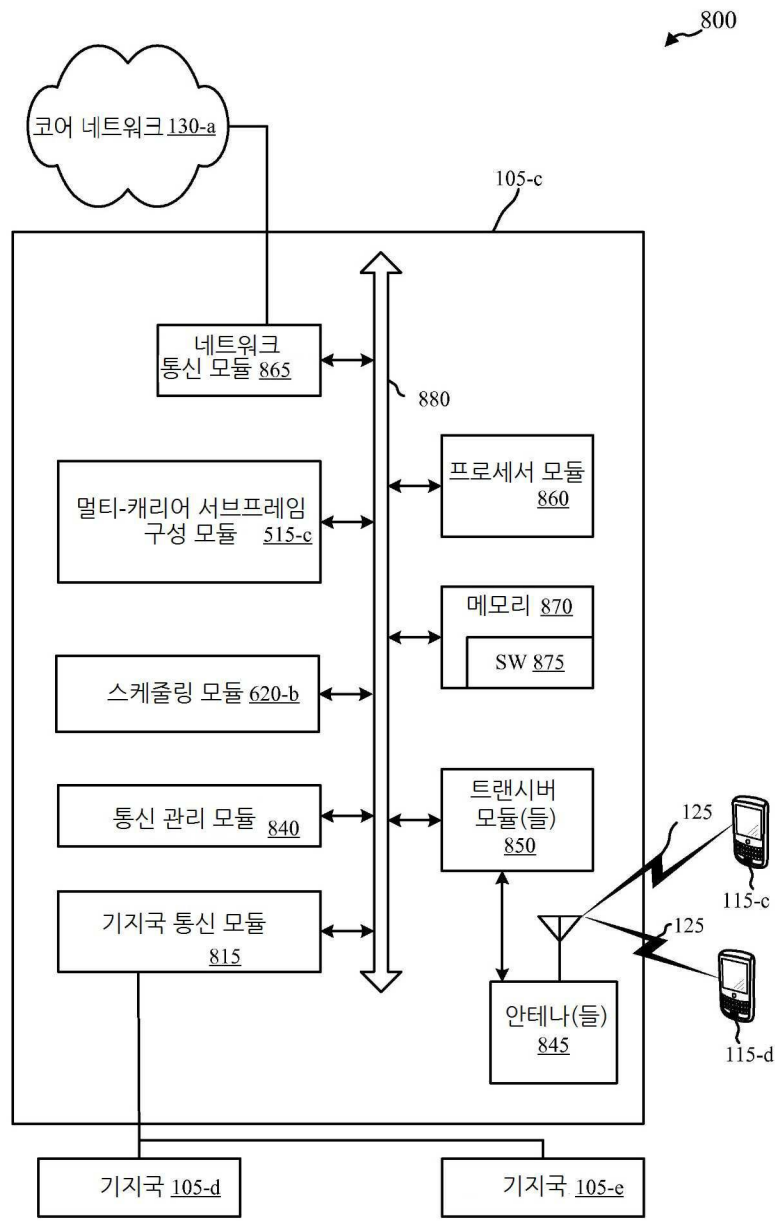 800
코어 네트워크 130-a
105-c
네트워크
통신 모듈 865
880
프로세서 모듈
860
멀티-캐리어 서브프레임
구성 모듈 515-c
메모리 870
SW 875
스케줄링 모듈 620-b
트랜시버
모듈(들)
850
통신 관리 모듈 840
125
115-c
기지국 통신 모듈
815
125
안테나(들)
845
115-d
기지국 105-d
기지국 105-e